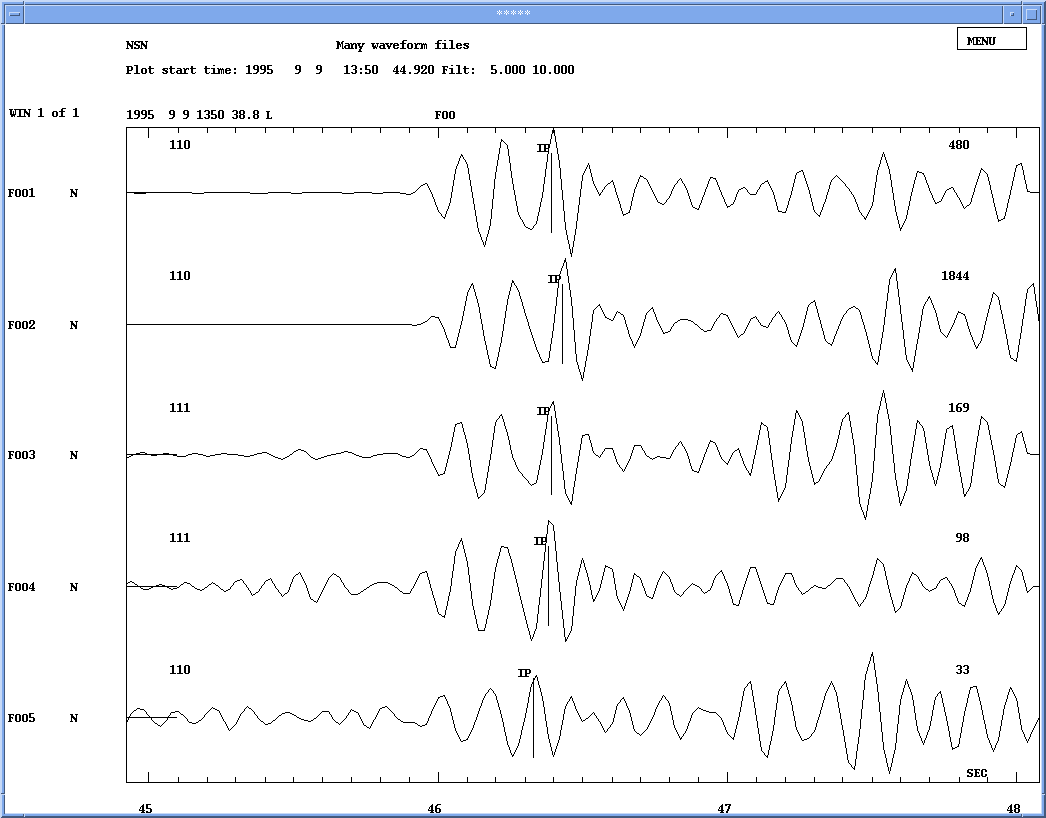 *****
MENU
NSN Many waveform files
Plot start time: 1995 9 9 13:50 44.920 Filt: 5.000 10.000
WIN 1 of 1 1995 9 9 1350 38.8 L FOO
110 IP 480
F001 N
110 IP 1844
F002 N
111 IP 169
F003 N
111 IP 98
F004 N
110 IP 33
F005 N
SEC
45 46 47 48